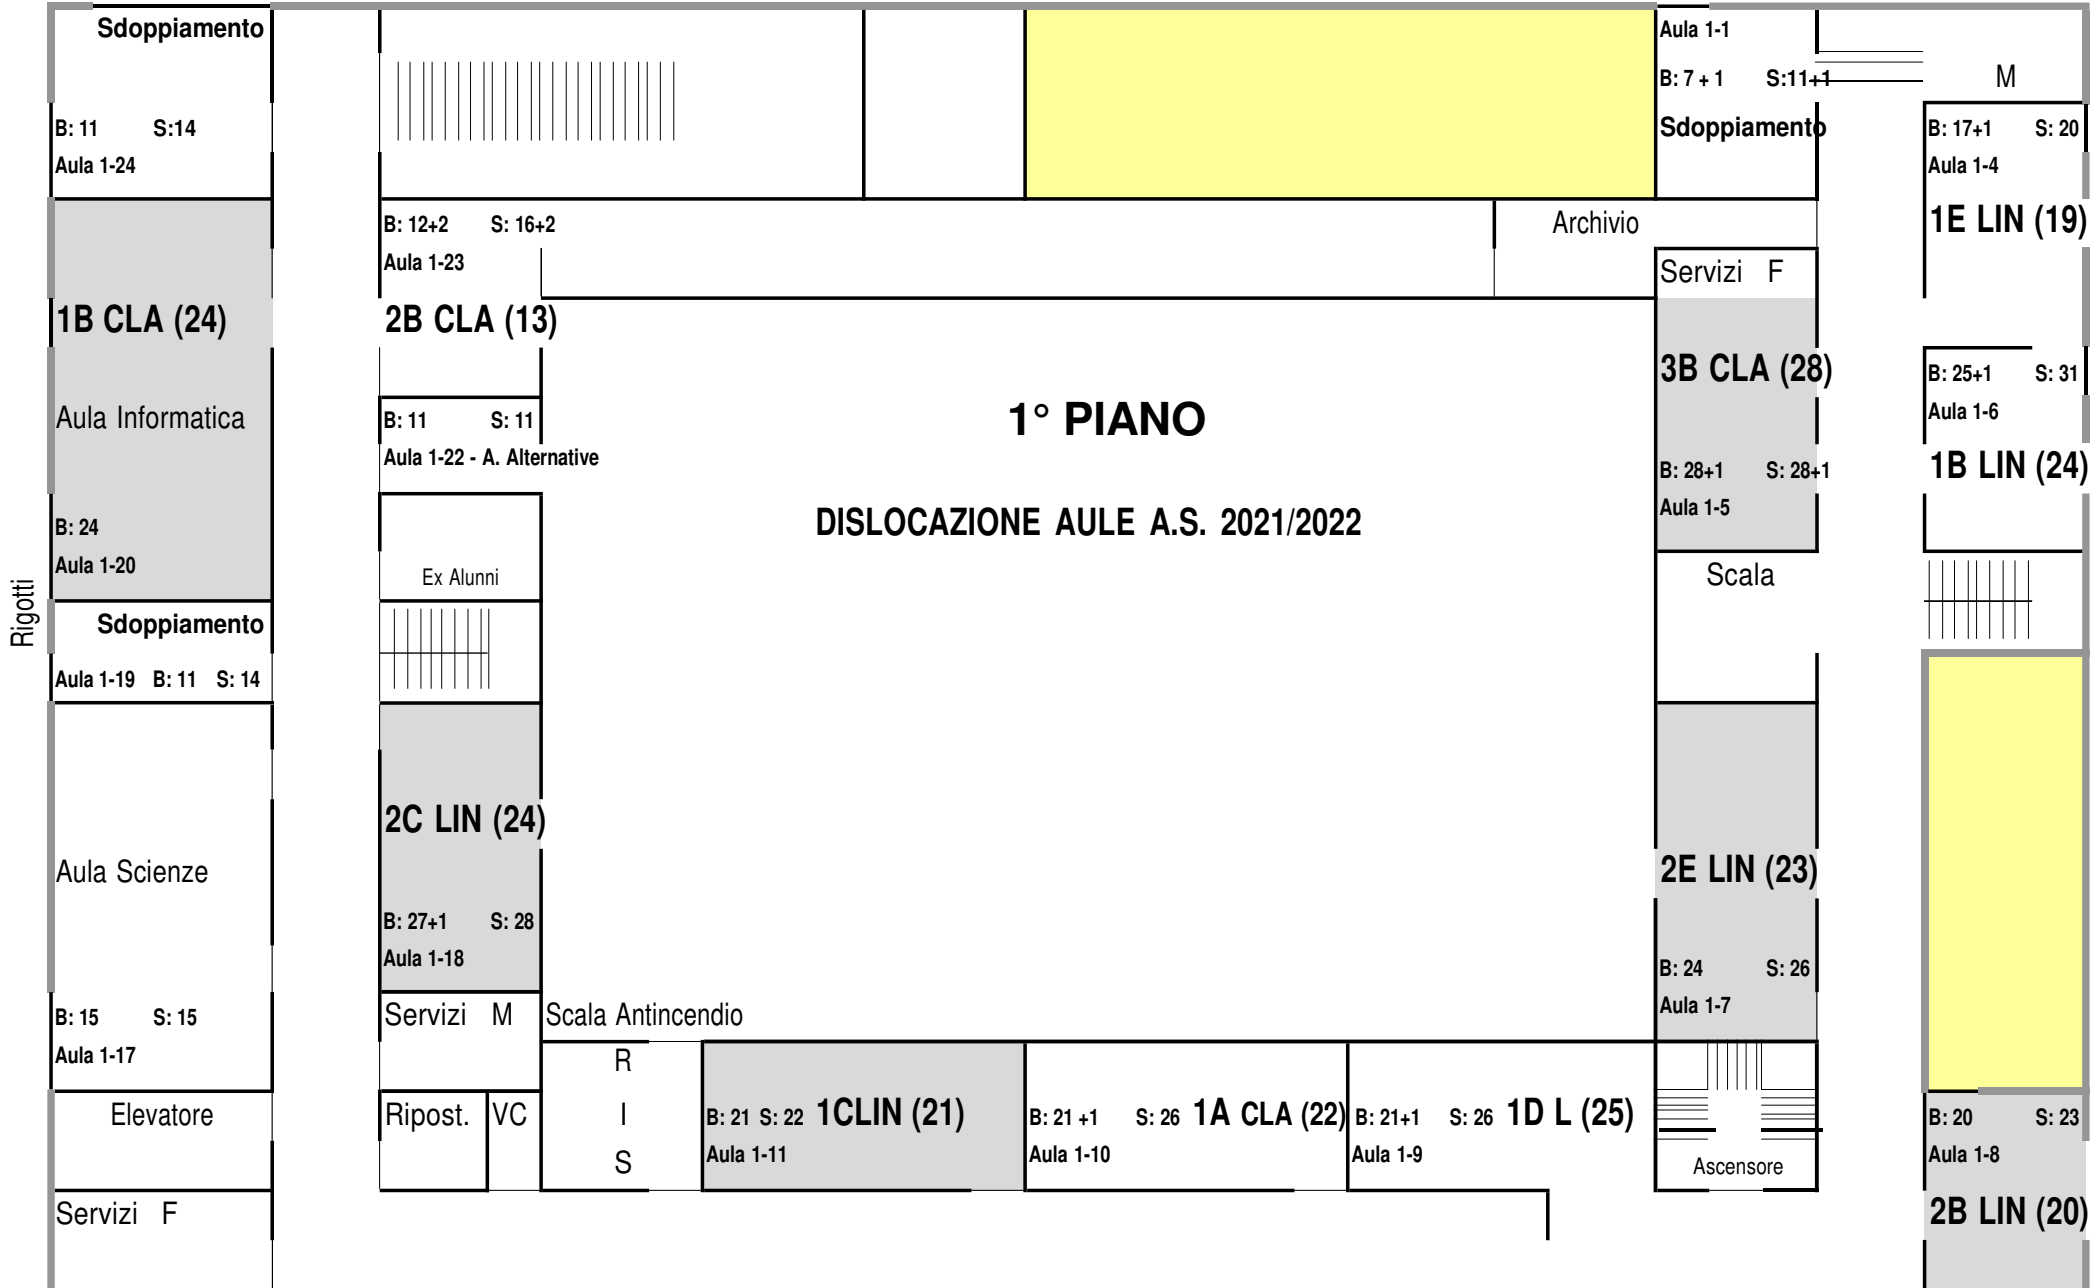 Sdoppiamento
B: 11 S:14
Aula 1-24
1B CLA (24)
Aula Informatica
B: 24
Aula 1-20
Rigotti
Sdoppiamento
Aula 1-19 B: 11 S: 14
Aula Scienze
B: 15 S: 15
Aula 1-17
Elevatore
Servizi F
B: 12+2 S: 16+2
Aula 1-23
2B CLA (13)
B: 11 S: 11
Aula 1-22 - A. Alternative
Ex Alunni
2C LIN (24)
B: 27+1 S: 28
Aula 1-18
Servizi M
Scala Antincendio
Ripost.
VC
R
I
S
1° PIANO
DISLOCAZIONE AULE A.S. 2021/2022
B: 21 S: 22 1CLIN (21)
Aula 1-11
B: 21 +1 S: 26 1A CLA (22)
Aula 1-10
B: 21+1 S: 26 1D L (25)
Aula 1-9
Aula 1-1
B: 7 + 1 S:11+1
Sdoppiamento
Archivio
Servizi F
3B CLA (28)
B: 28+1 S: 28+1
Aula 1-5
Scala
2E LIN (23)
B: 24 S: 26
Aula 1-7
Ascensore
M
B: 17+1 S: 20
Aula 1-4
1E LIN (19)
B: 25+1 S: 31
Aula 1-6
1B LIN (24)
B: 20 S: 23
Aula 1-8
2B LIN (20)